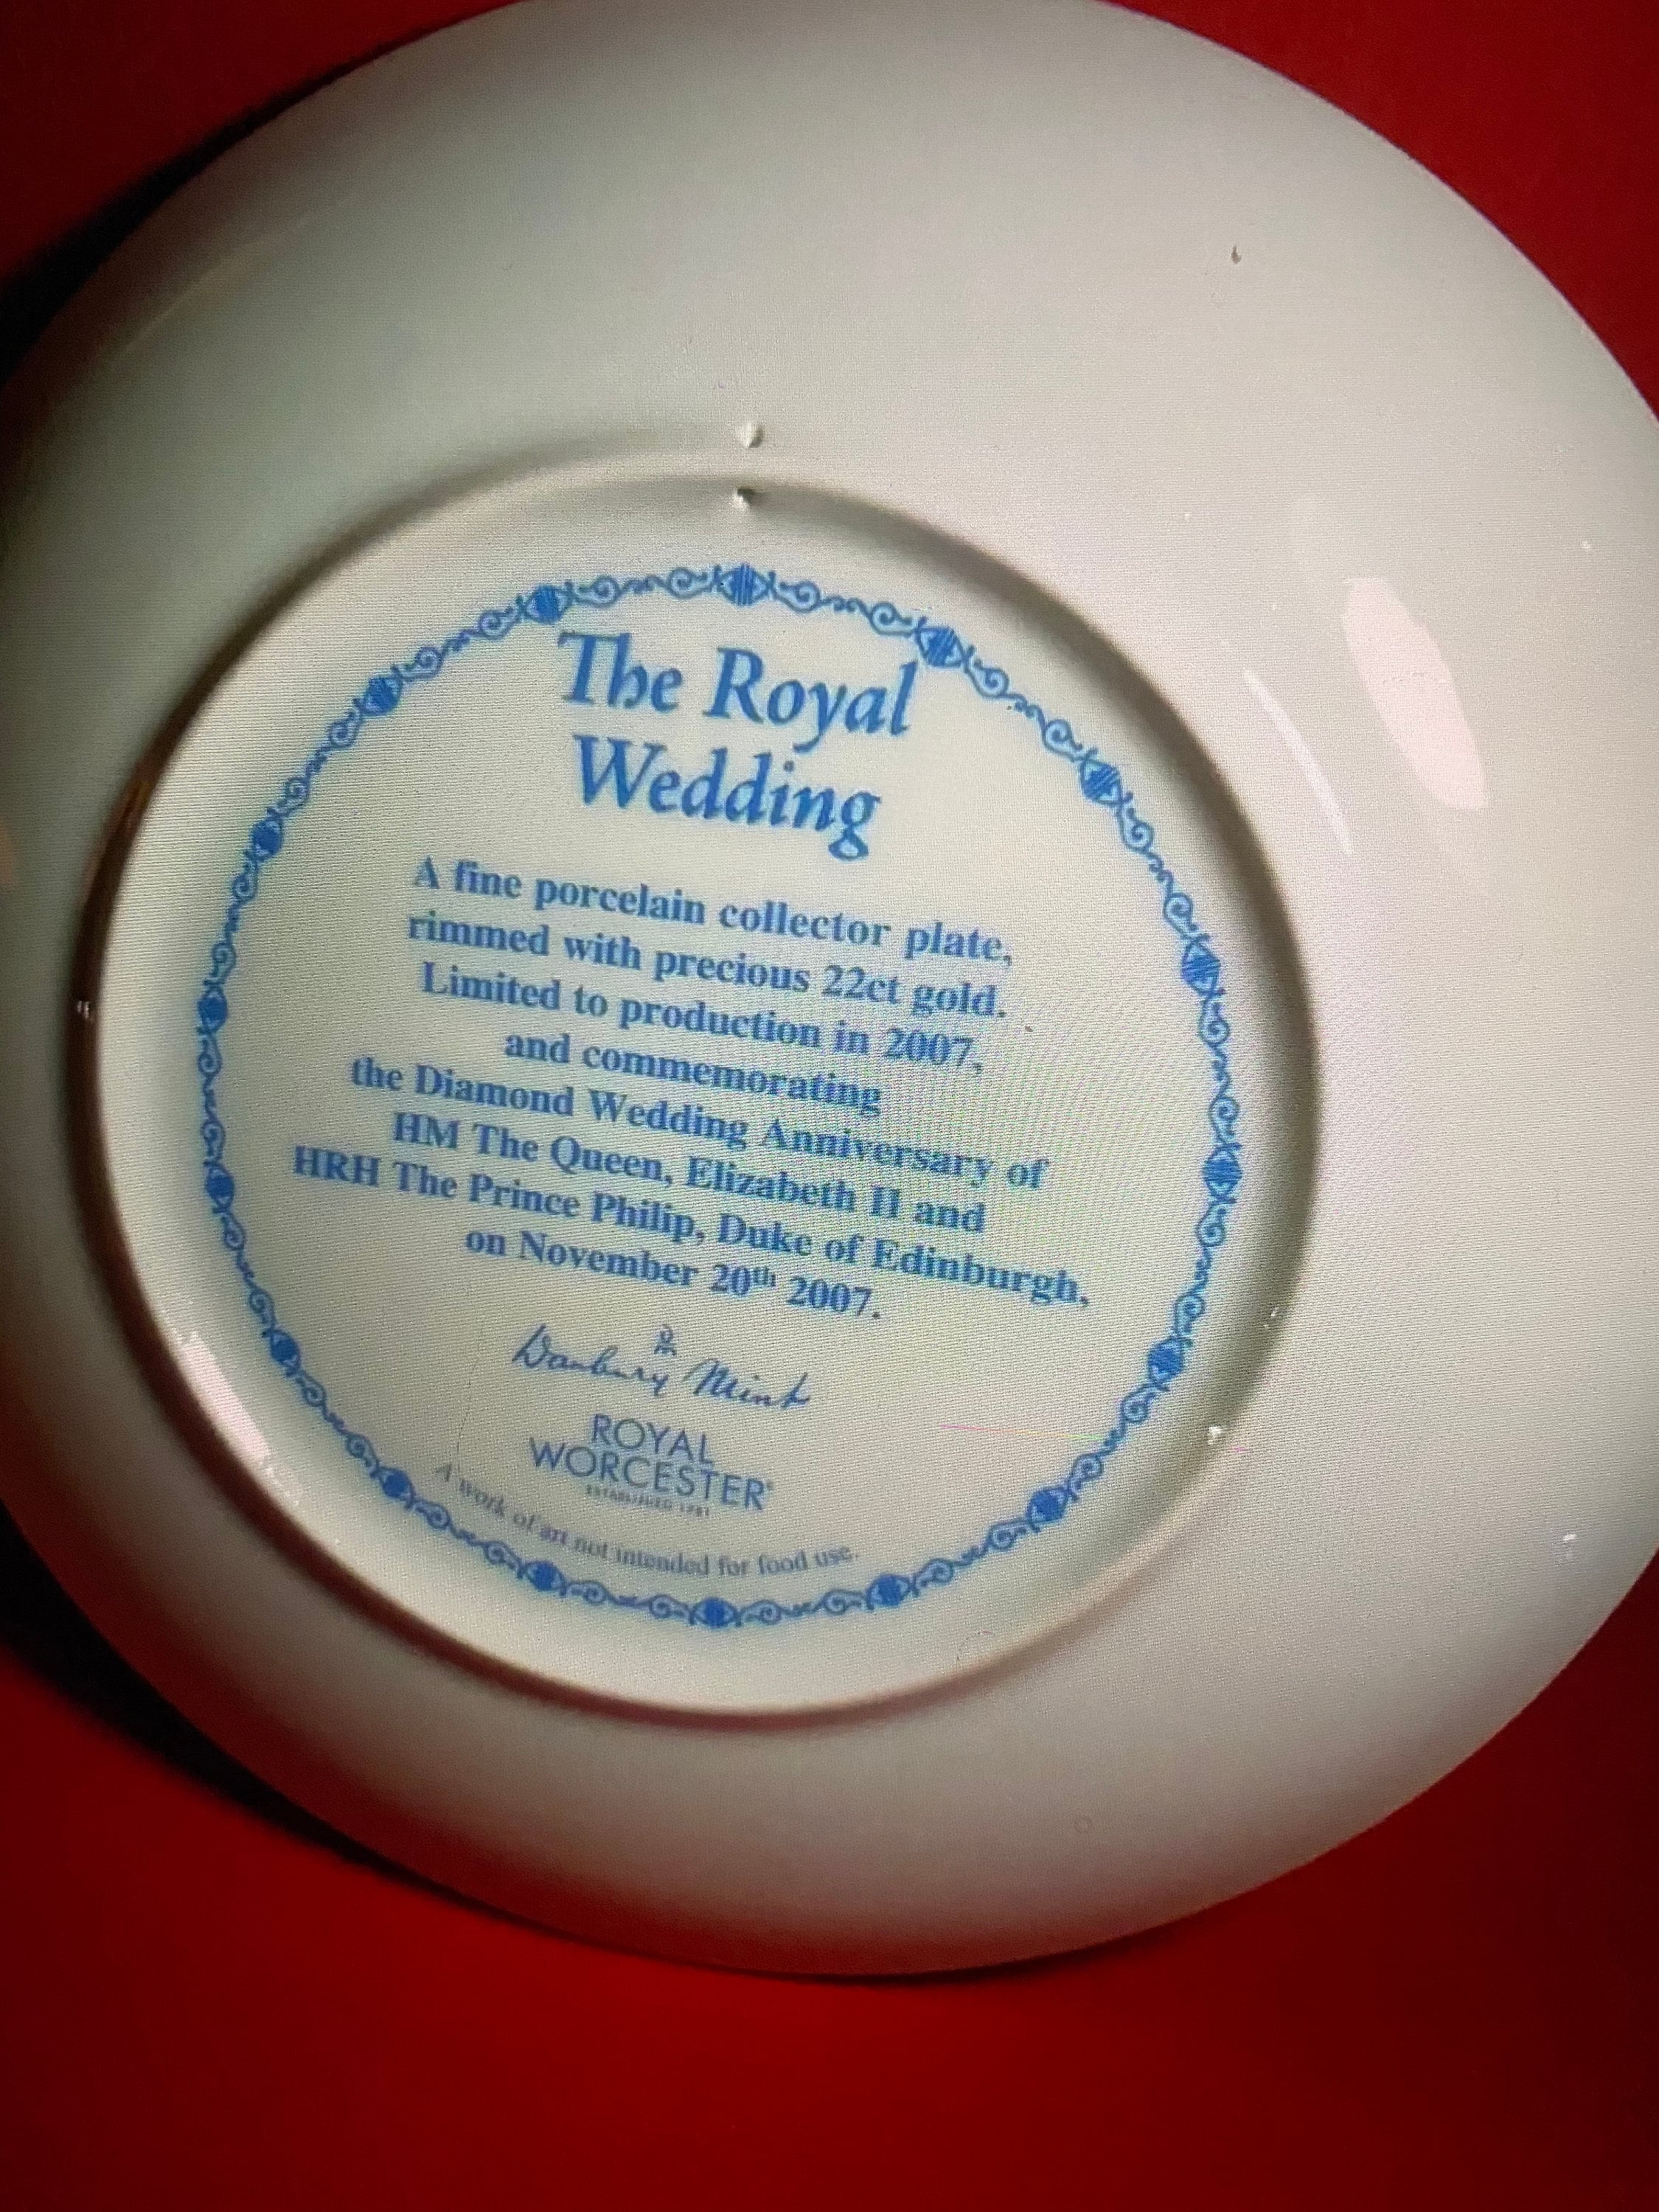 The Royal
Wedding
A fine porcelain collector plate,
rimmed with precious 22ct gold.
Limited to production in 2007,
and commemorating
the Diamond Wedding Anniversary of
HM The Queen, Elizabeth II and
HRH The Prince Philip, Duke of Edinburgh,
on November 20th 2007.
Danbury Mint
ROYAL
WORCESTER®
ESTABLISHED 1751
A work of art not intended for food use.